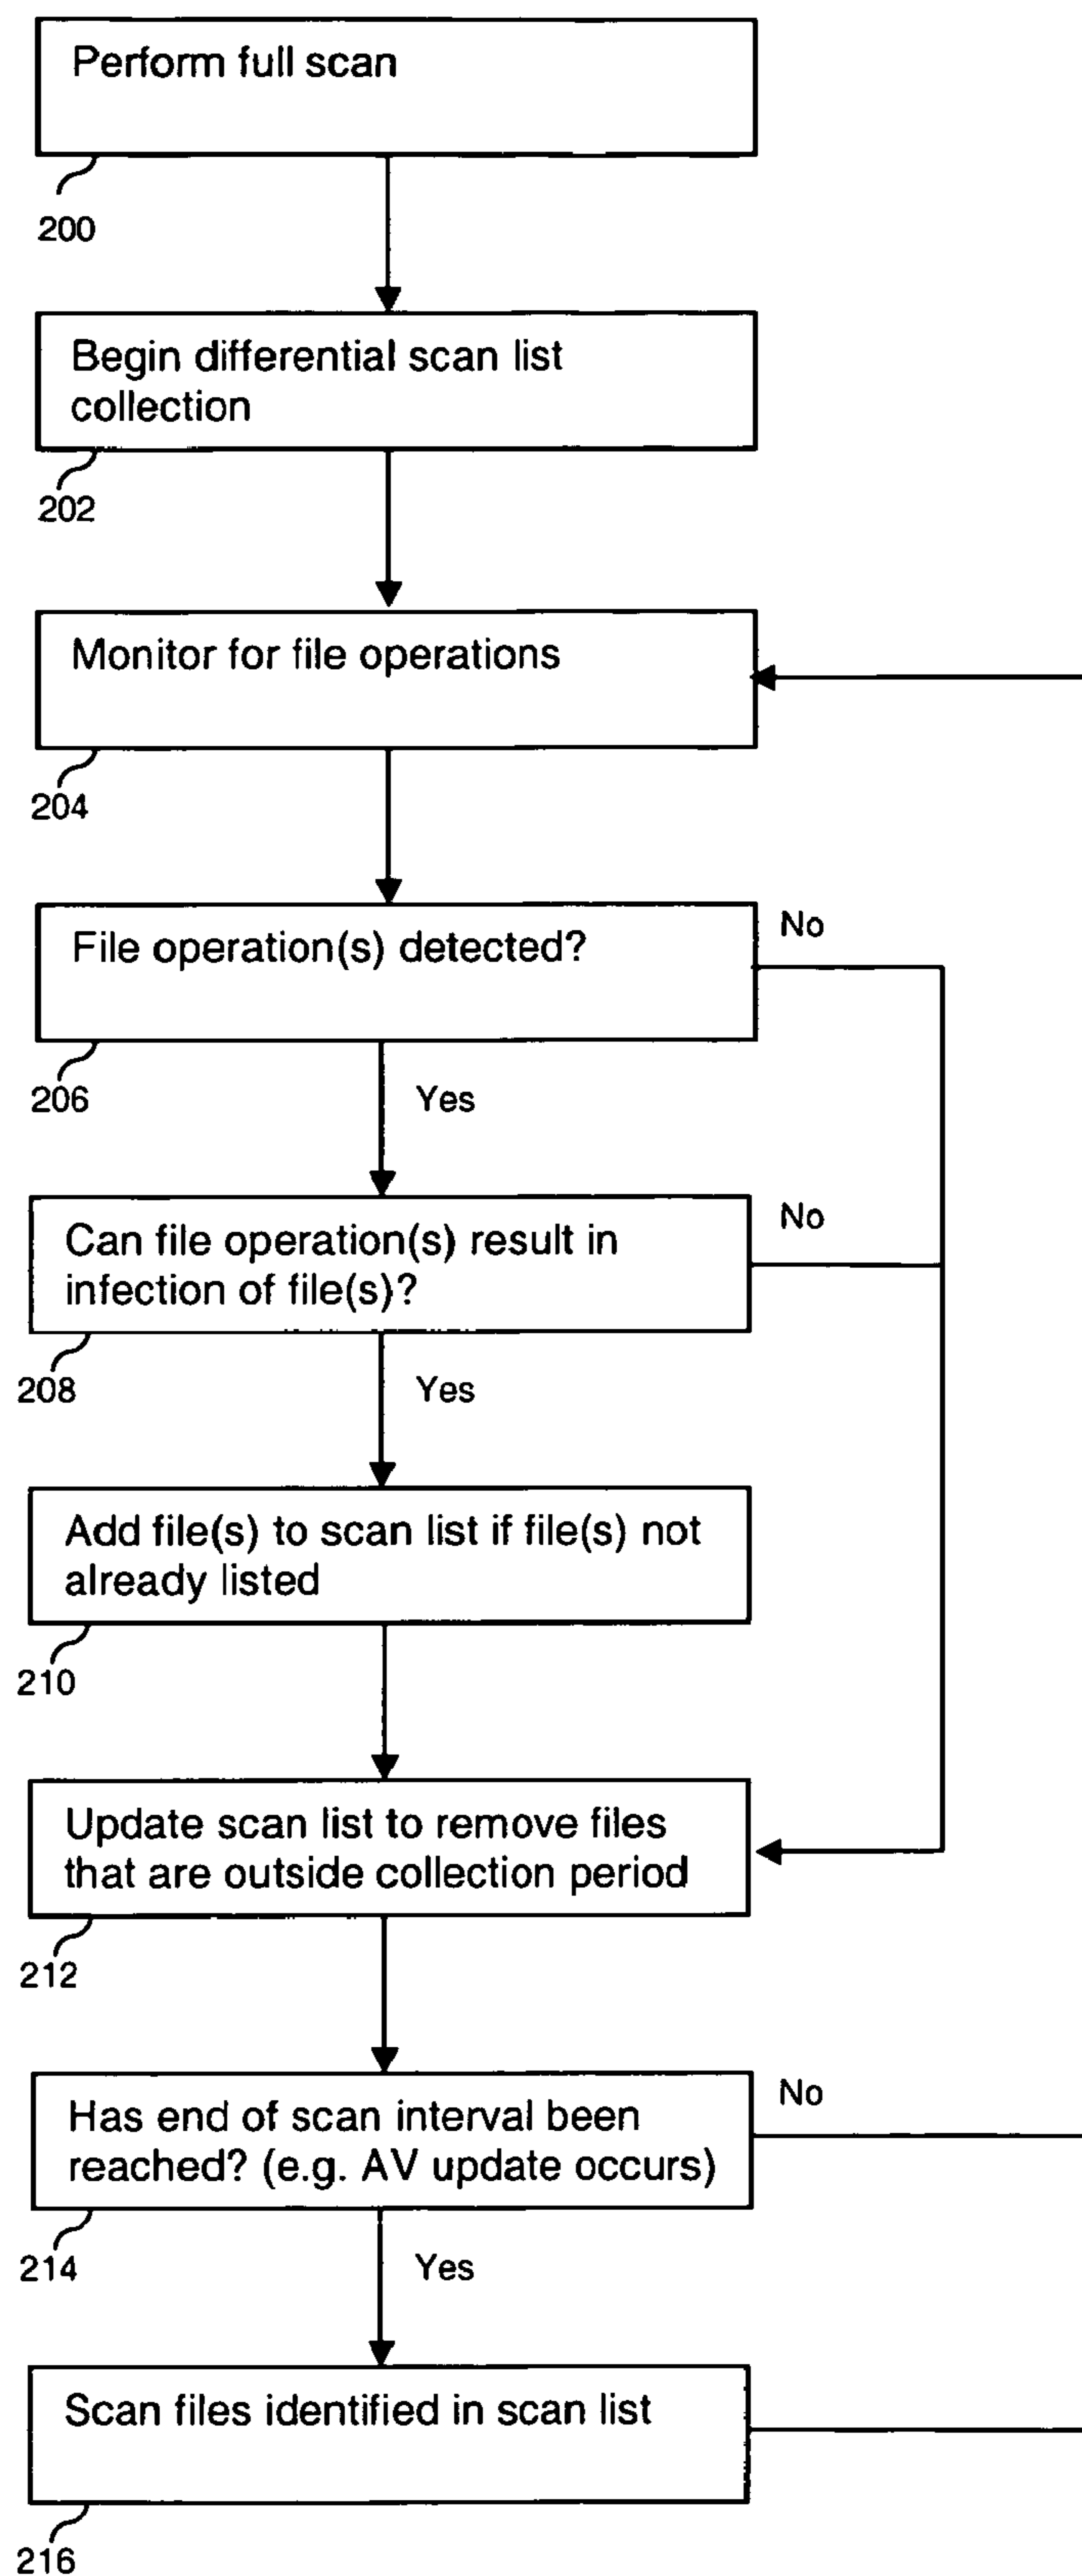 Perform full scan
200
Begin differential scan list
collection
202
Monitor for file operations
204
File operation(s) detected?
No
206
Yes
Can file operation(s) result in
infection of file(s)?
No
208
Yes
Add file(s) to scan list if file(s) not
already listed
210
Update scan list to remove files
that are outside collection period
212
Has end of scan interval been
reached? (e.g. AV update occurs)
No
214
Yes
Scan files identified in scan list
216